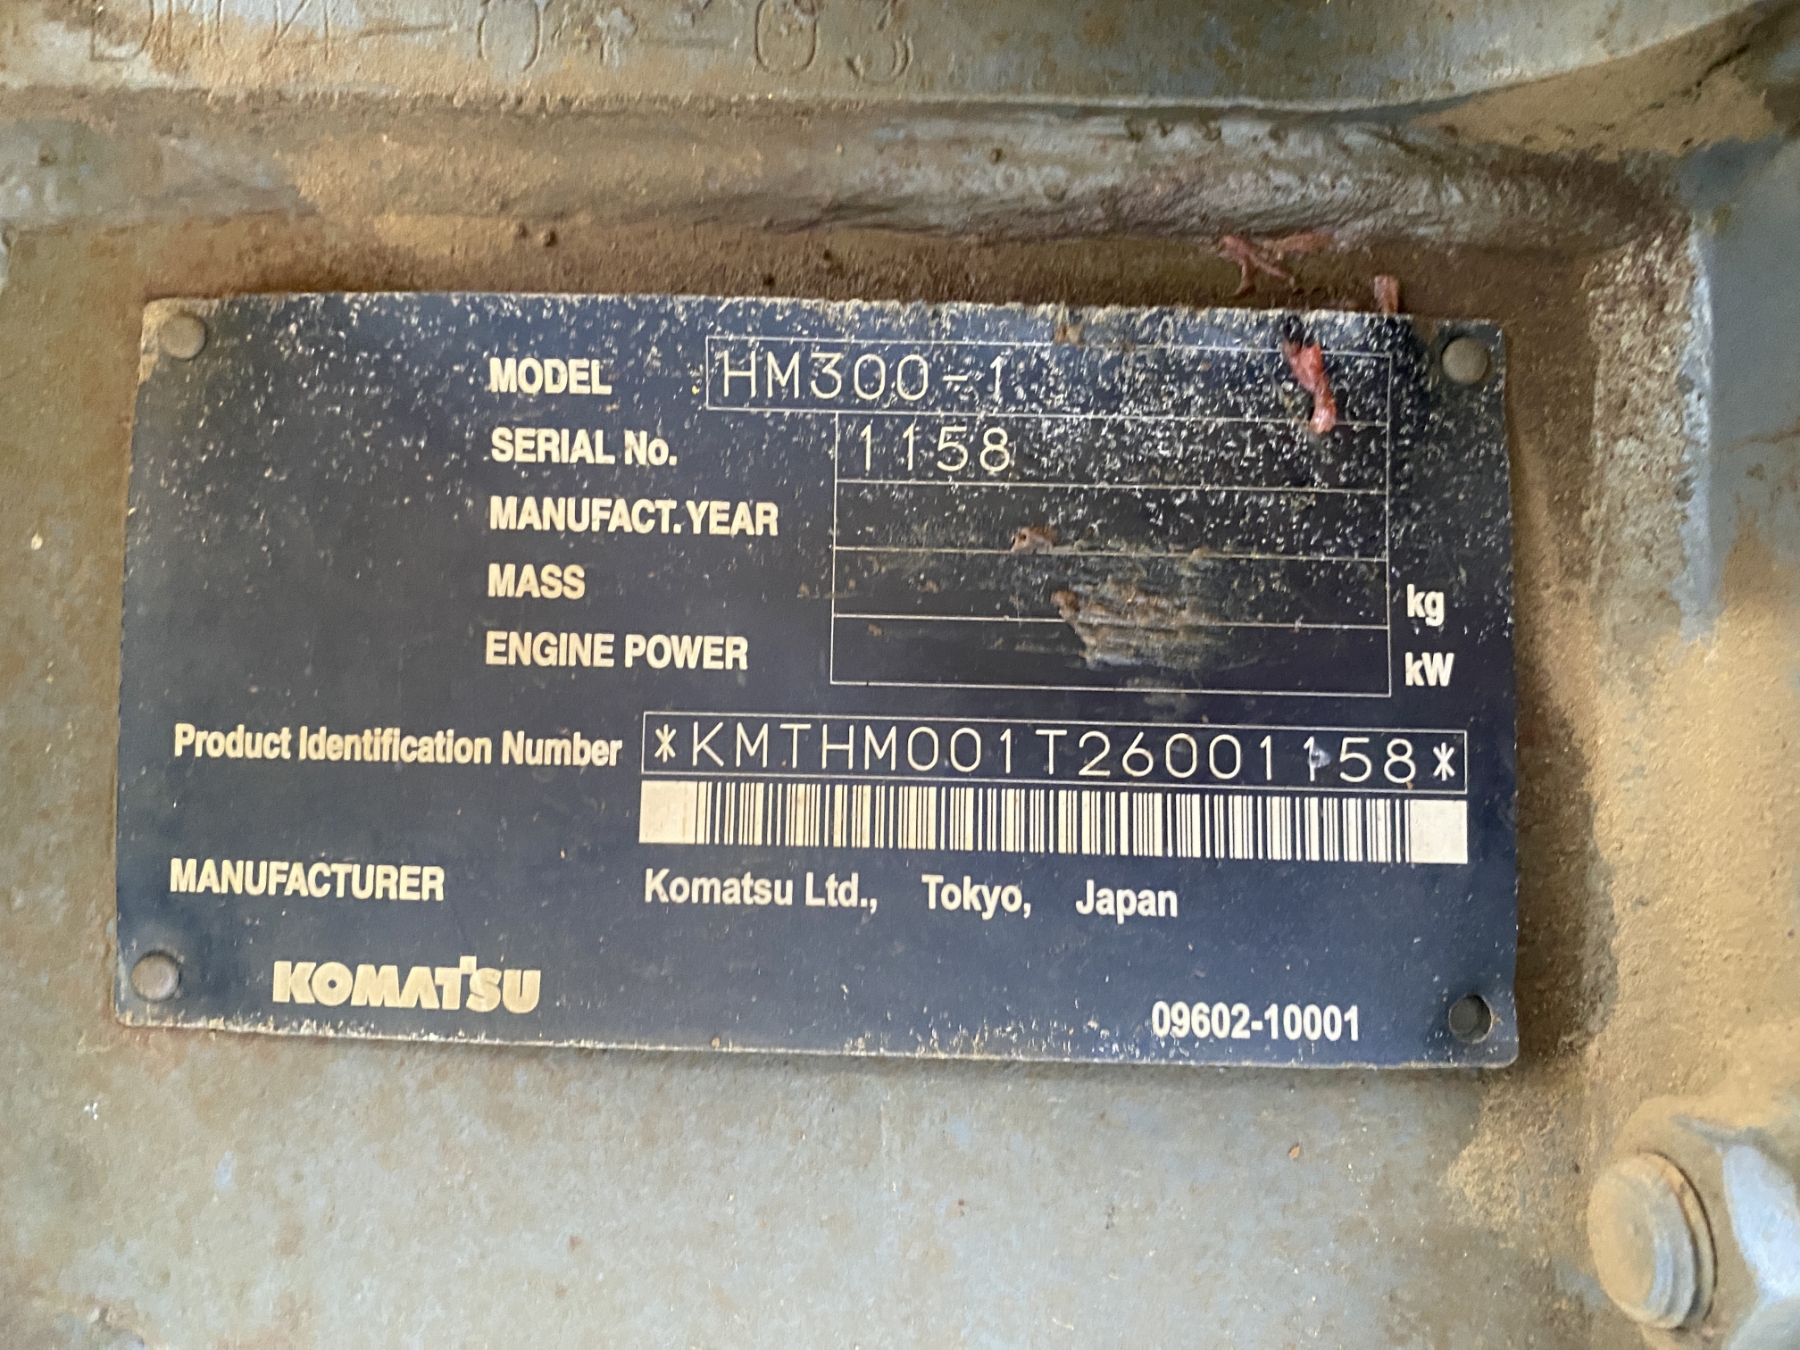 MODEL HM300-1
SERIAL No. 1158
MANUFACT. YEAR
MASS kg
ENGINE POWER kW
Product Identification Number *KMTHM001T26001158*
MANUFACTURER Komatsu Ltd., Tokyo, Japan
KOMATSU
09602-10001